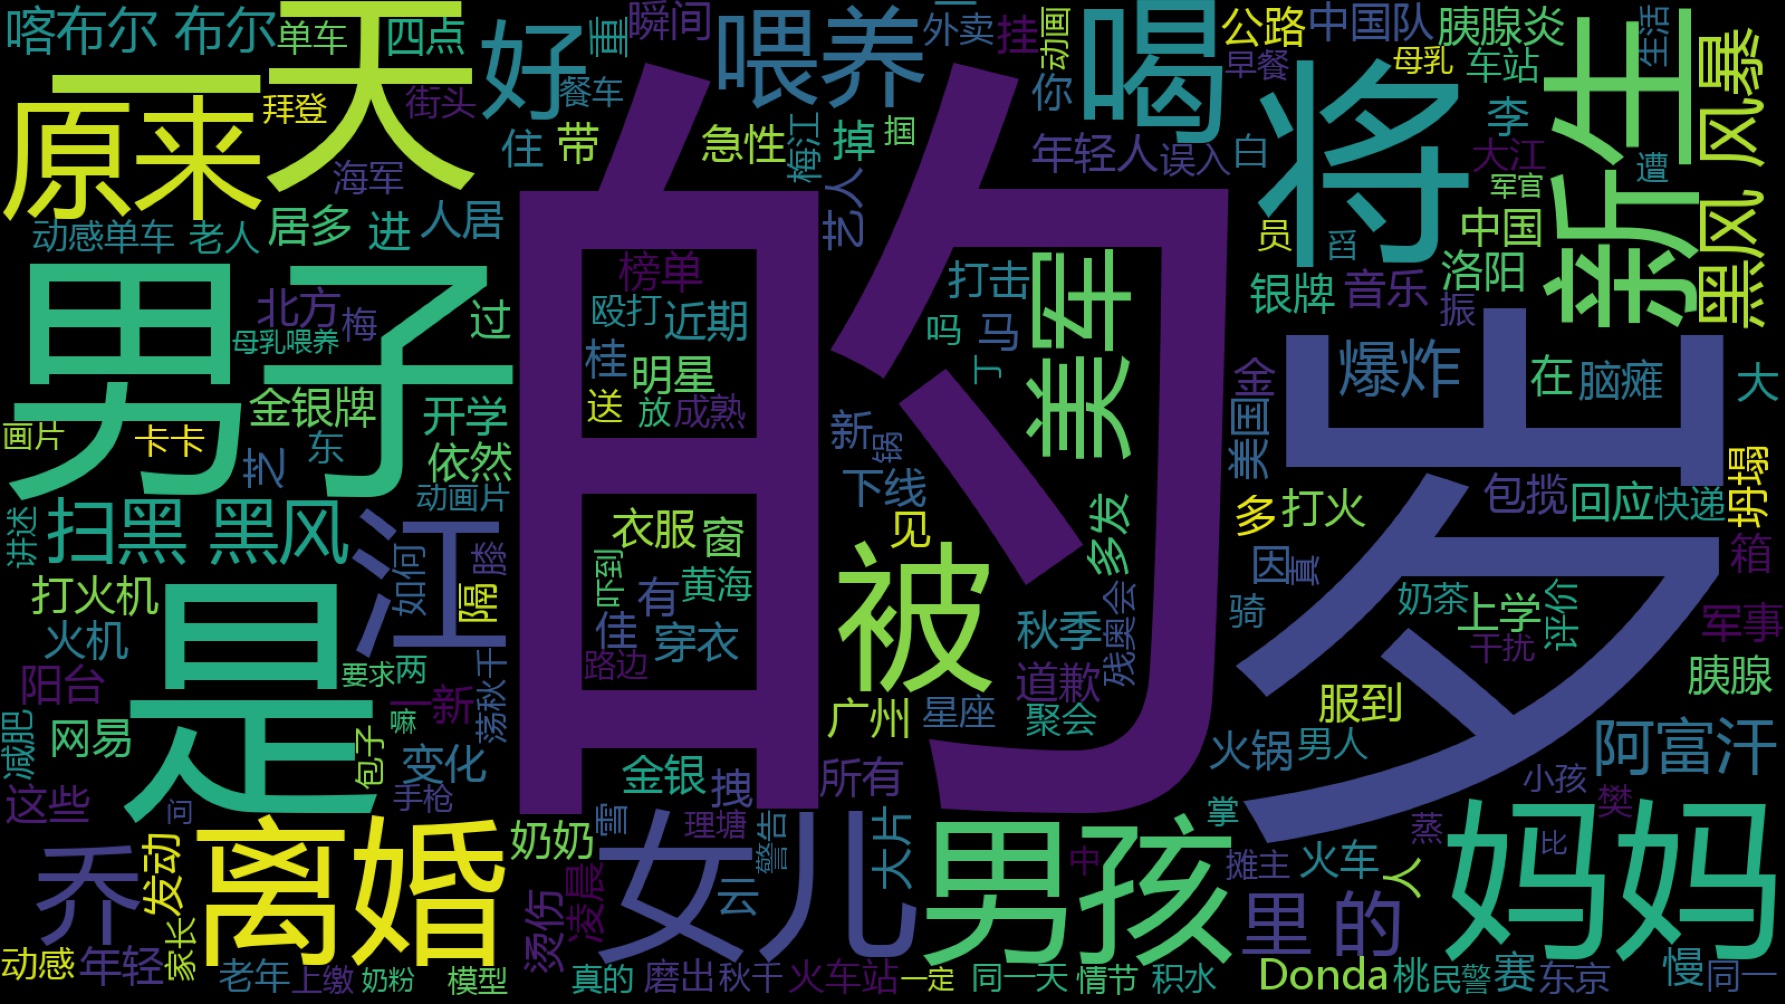 喀布尔
布尔
单车
四点
天
好
重
瞬间
喂养
外卖
挂
动画
喝
公路
中国队
胰腺炎
生活
新生
黑风
风暴
原来
拜登
街头
餐车
住
带
急性
梅江
掉
掴
你
早餐
母乳
车站
年轻人
误入
白
将
李
大江
军官
遭
海军
动感单车
老人
居多
进
人居
艺人
员
舀
中国
洛阳
银牌
音乐
振
男子
北方
梅
过
母乳喂养
榜单
殴打
近期
打击
吗
马
美军
的
岁
桂
明星
送
放
成熟
丁
金
爆炸
在
脑瘫
大
金银牌
开学
画片
卡卡
东
艺
依然
动画片
新
锅
下线
美国
多
打火
包揽
回应
快递
坍塌
讲述
扫黑
黑风
江
如何
膝
隔
衣服
窗
见
多发
因
真
箱
打火机
火机
吓到
有
黄海
被
秋季
残奥会
骑
奶茶
上学
评价
干扰
军事
是
佳
穿衣
路边
道歉
胰腺
阳台
要求
两
一新
荡秋千
广州
星座
聚会
服到
减肥
网易
包子
嘛
变化
火锅
男人
阿富汗
这些
问
手枪
金银
拽
所有
小孩
樊
离婚
奶奶
雪
理塘
警告
大片
男孩
掌
蒸
比
妈妈
乔
发动
女儿
云
中
摊主
火车
人
烫伤
凌晨
里
的
动感
年轻
家长
老年
上缴
奶粉
模型
真的
磨出
秋千
火车站
一定
同一天
情节
积水
Donda
桃
民警
赛
东京
慢
同一